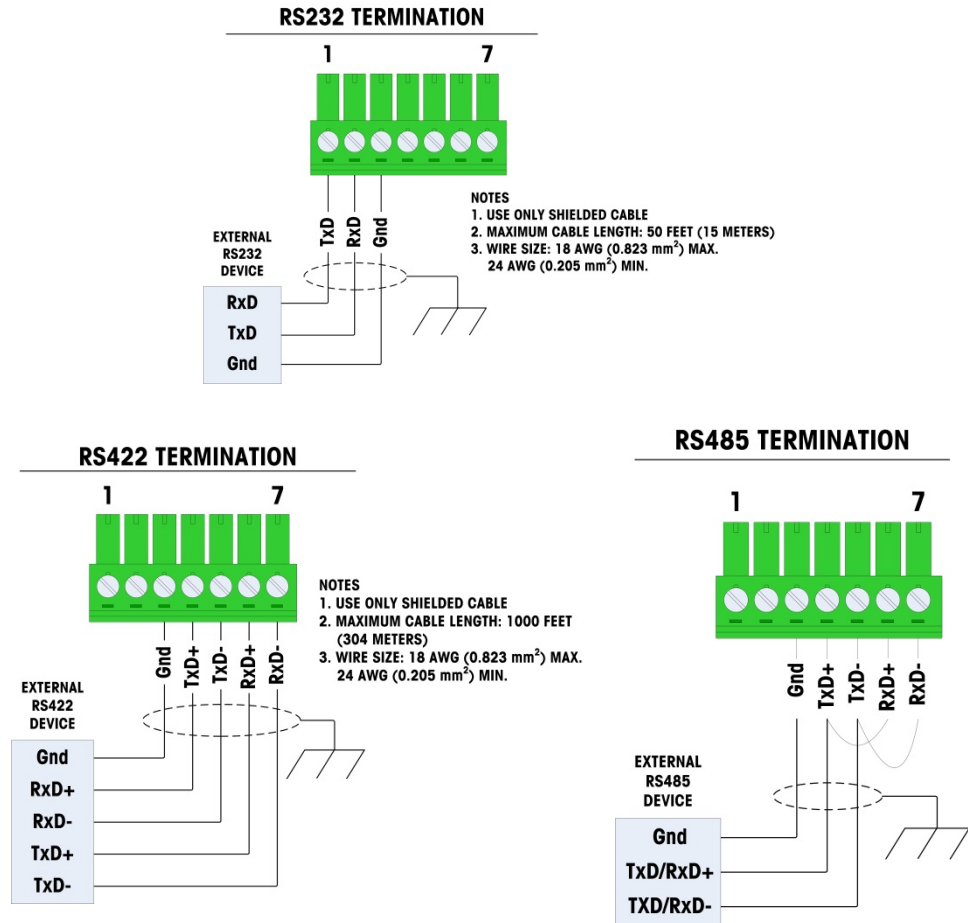 RS232 TERMINATION
1 7
TxD
RxD
Gnd
NOTES
1. USE ONLY SHIELDED CABLE
2. MAXIMUM CABLE LENGTH: 50 FEET (15 METERS)
3. WIRE SIZE: 18 AWG (0.823 mm²) MAX.
24 AWG (0.205 mm²) MIN.
EXTERNAL
RS232
DEVICE
RxD
TxD
Gnd
RS422 TERMINATION
1 7
Gnd
TxD+
TxD-
RxD+
RxD-
NOTES
1. USE ONLY SHIELDED CABLE
2. MAXIMUM CABLE LENGTH: 1000 FEET
(304 METERS)
3. WIRE SIZE: 18 AWG (0.823 mm²) MAX.
24 AWG (0.205 mm²) MIN.
EXTERNAL
RS422
DEVICE
Gnd
RxD+
RxD-
TxD+
TxD-
RS485 TERMINATION
1 7
Gnd
TxD+
TxD-
RxD+
RxD-
EXTERNAL
RS485
DEVICE
Gnd
TxD/RxD+
TXD/RxD-